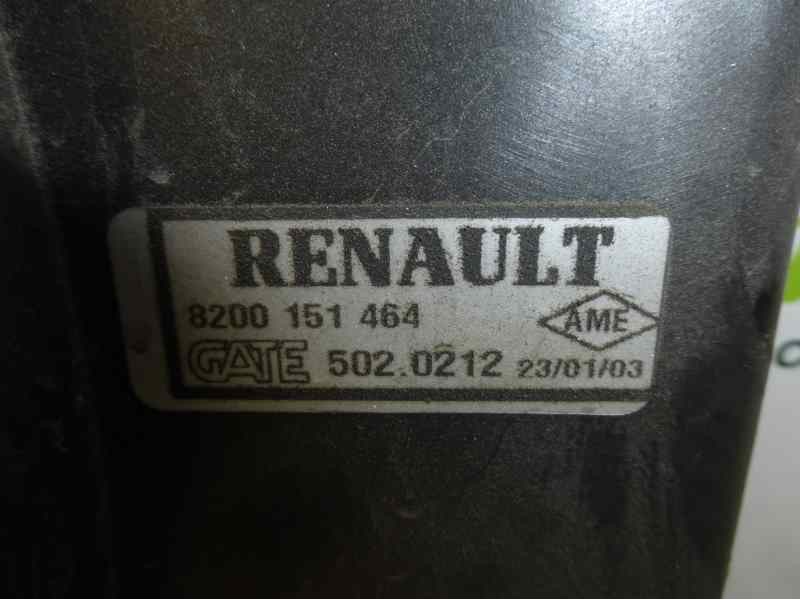 RENAULT
8200 151 464 AME
GATE 502.0212 23/01/03